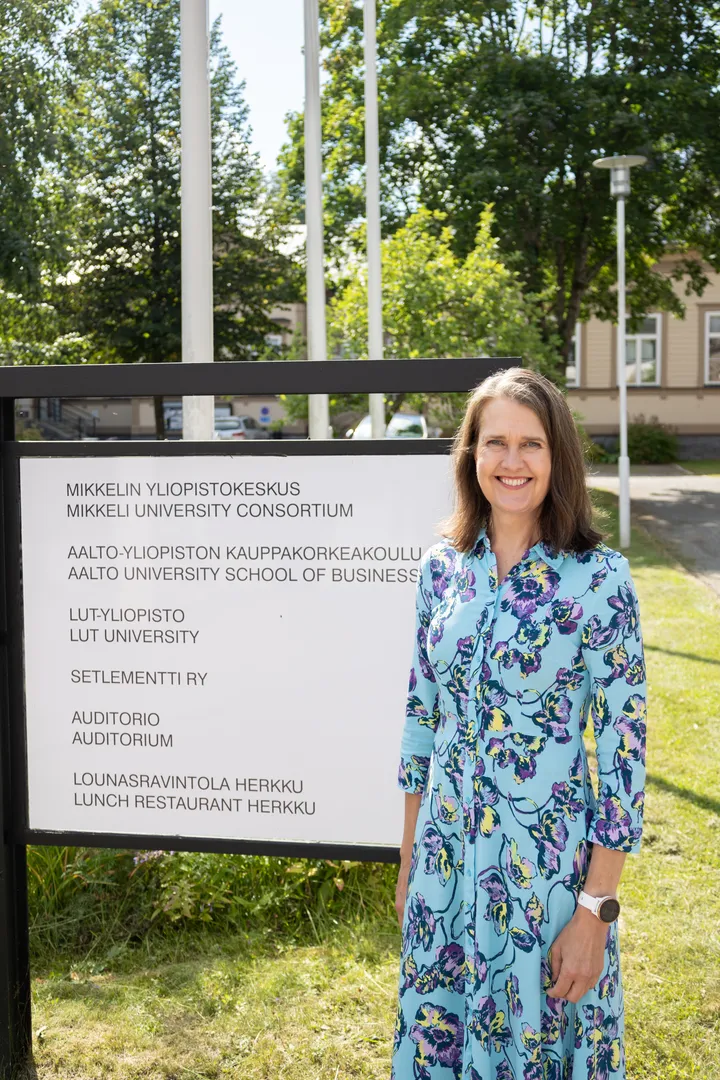 MIKKELIN YLIOPISTOKESKUS
MIKKELI UNIVERSITY CONSORTIUM
AALTO-YLIOPISTON KAUPPAKORKEAKOULU
AALTO UNIVERSITY SCHOOL OF BUSINESS
LUT-YLIOPISTO
LUT UNIVERSITY
SETLEMENTTI RY
AUDITORIO
AUDITORIUM
LOUNASRAVINTOLA HERKKU
LUNCH RESTAURANT HERKKU